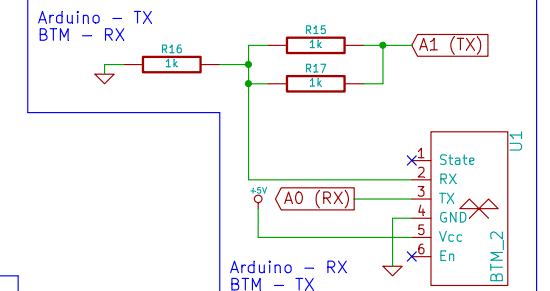 Arduino - TX
BTM - RX
R16
1k
R15
1k
R17
1k
A1 (TX)
U1
1 State
2 RX
3 TX
4 GND
5 Vcc
6 En
BTM_2
+5V
A0 (RX)
Arduino - RX
BTM - TX